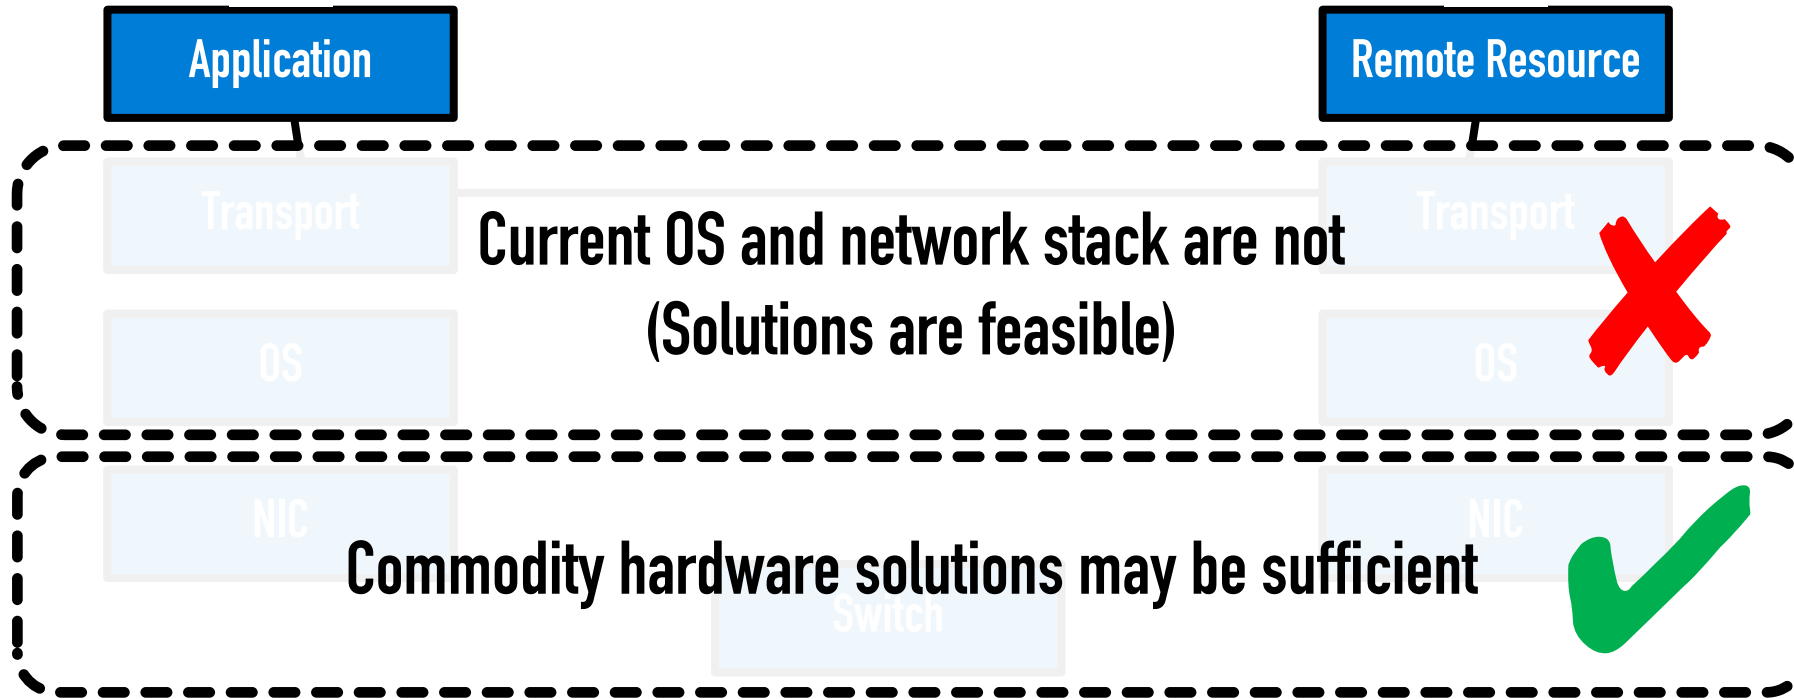 Application
Remote Resource
Transport
Transport
Current OS and network stack are not
(Solutions are feasible)
OS
OS
NIC
NIC
Commodity hardware solutions may be sufficient
Switch